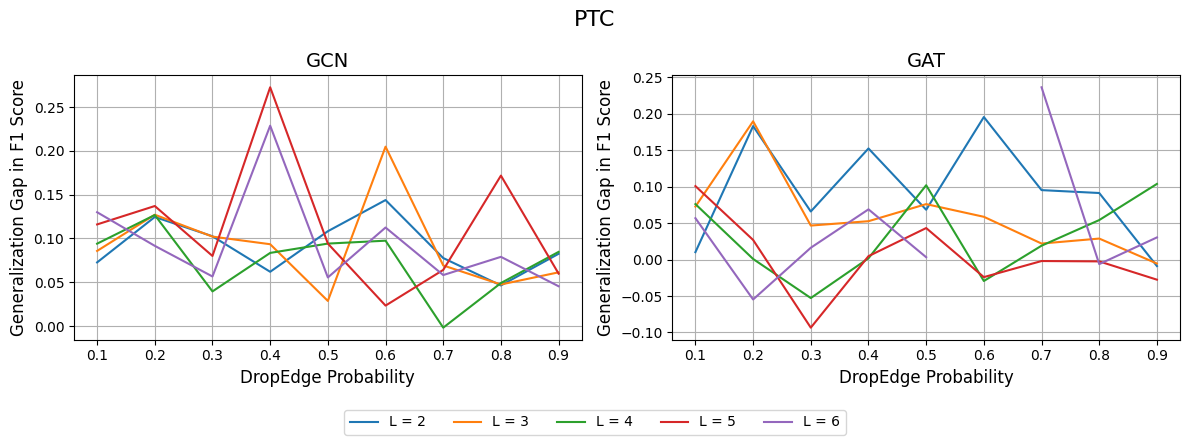 PTC
GCN
Generalization Gap in F1 Score
0.25
0.20
0.15
0.10
0.05
0.00
0.1 0.2 0.3 0.4 0.5 0.6 0.7 0.8 0.9
DropEdge Probability
GAT
Generalization Gap in F1 Score
0.25
0.20
0.15
0.10
0.05
0.00
−0.05
−0.10
0.1 0.2 0.3 0.4 0.5 0.6 0.7 0.8 0.9
DropEdge Probability
L = 2 L = 3 L = 4 L = 5 L = 6